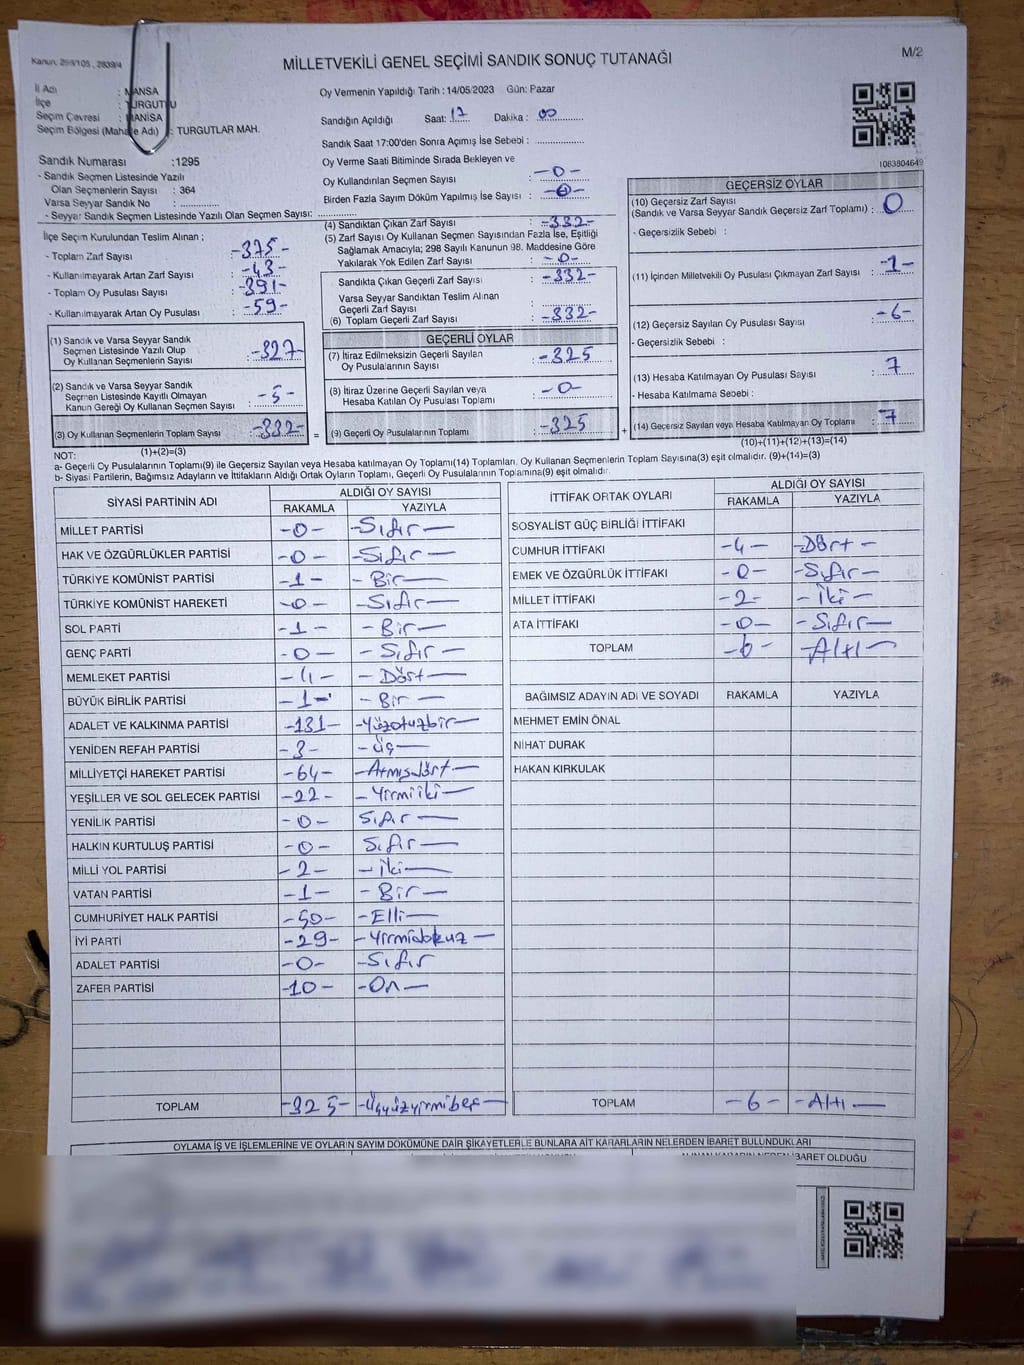 Kanun: 298/105 , 2839/4
MİLLETVEKİLİ GENEL SEÇİMİ SANDIK SONUÇ TUTANAĞI
M/2
İl Adı : MANİSA
İlçe : TURGUTLU
Seçim Çevresi : MANİSA
Seçim Bölgesi (Mahalle Adı) : TURGUTLAR MAH.
Sandık Numarası :1295
- Sandık Seçmen Listesinde Yazılı
Olan Seçmenlerin Sayısı : 364
Varsa Seyyar Sandık No :
- Seyyar Sandık Seçmen Listesinde Yazılı Olan Seçmen Sayısı:
Oy Vermenin Yapıldığı Tarih : 14/05/2023 Gün: Pazar
Sandığın Açıldığı Saat: 17 Dakika: 00
Sandık Saat 17:00'den Sonra Açımış İse Sebebi :
Oy Verme Saati Bitiminde Sırada Bekleyen ve
Oy Kullandırılan Seçmen Sayısı : -0-
Birden Fazla Sayım Döküm Yapılmış İse Sayısı : -0-
1063804649
İlçe Seçim Kurulundan Teslim Alınan ;
- Toplam Zarf Sayısı : -375-
- Kullanılmayarak Artan Zarf Sayısı : -43-
- Toplam Oy Pusulası Sayısı : -391-
- Kullanılmayarak Artan Oy Pusulası : -59-
(4) Sandıktan Çıkan Zarf Sayısı : -332-
(5) Zarf Sayısı Oy Kullanan Seçmen Sayısından Fazla İse, Eşitliği
Sağlamak Amacıyla; 298 Sayılı Kanunun 98. Maddesine Göre
Yakılarak Yok Edilen Zarf Sayısı : -0-
Sandıkta Çıkan Geçerli Zarf Sayısı : -332-
Varsa Seyyar Sandıktan Teslim Alınan
Geçerli Zarf Sayısı :
(6) Toplam Geçerli Zarf Sayısı : -332-
GEÇERSİZ OYLAR
(10) Geçersiz Zarf Sayısı
(Sandık ve Varsa Seyyar Sandık Geçersiz Zarf Toplamı) : 0
- Geçersizlik Sebebi :
(11) İçinden Milletvekili Oy Pusulası Çıkmayan Zarf Sayısı : -1-
(12) Geçersiz Sayılan Oy Pusulası Sayısı : -6-
- Geçersizlik Sebebi :
(13) Hesaba Katılmayan Oy Pusulası Sayısı : 7
- Hesaba Katılmama Sebebi :
(14) Geçersiz Sayılan veya Hesaba Katılmayan Oy Toplamı : 7
(10)+(11)+(12)+(13)=(14)
(1) Sandık ve Varsa Seyyar Sandık
Seçmen Listesinde Yazılı Olup
Oy Kullanan Seçmenlerin Sayısı : -327-
(2) Sandık ve Varsa Seyyar Sandık
Seçmen Listesinde Kayıtlı Olmayan
Kanun Gereği Oy Kullanan Seçmen Sayısı : -5-
(3) Oy Kullanan Seçmenlerin Toplam Sayısı : -332-
(1)+(2)=(3)
=
GEÇERLİ OYLAR
(7) İtiraz Edilmeksizin Geçerli Sayılan
Oy Pusulalarının Sayısı : -325
(8) İtiraz Üzerine Geçerli Sayılan veya
Hesaba Katılan Oy Pusulası Toplamı : -0-
(9) Geçerli Oy Pusulalarının Toplamı : -325
+
NOT:
a- Geçerli Oy Pusulalarının Toplamı(9) ile Geçersiz Sayılan veya Hesaba katılmayan Oy Toplamı(14) Toplamları, Oy Kullanan Seçmenlerin Toplam Sayısına(3) eşit olmalıdır. (9)+(14)=(3)
b- Siyasi Partilerin, Bağımsız Adayların ve İttifakların Aldığı Ortak Oyların Toplamı, Geçerli Oy Pusulalarının Toplamına(9) eşit olmalıdır.
SİYASİ PARTİNİN ADI ALDIĞI OY SAYISI
RAKAMLA YAZIYLA
MİLLET PARTİSİ -0- -Sıfır-
HAK VE ÖZGÜRLÜKLER PARTİSİ -0- -Sıfır-
TÜRKİYE KOMÜNİST PARTİSİ -1- -Bir-
TÜRKİYE KOMÜNİST HAREKETİ -0- -Sıfır-
SOL PARTİ -1- -Bir-
GENÇ PARTİ -0- -Sıfır-
MEMLEKET PARTİSİ -4- -Dört-
BÜYÜK BİRLİK PARTİSİ -1- -Bir-
ADALET VE KALKINMA PARTİSİ -131- -Yüzotuzbir-
YENİDEN REFAH PARTİSİ -3- -Üç-
MİLLİYETÇİ HAREKET PARTİSİ -64- -Atmışdört-
YEŞİLLER VE SOL GELECEK PARTİSİ -22- -Yirmiiki-
YENİLİK PARTİSİ -0- Sıfır-
HALKIN KURTULUŞ PARTİSİ -0- Sıfır-
MİLLİ YOL PARTİSİ -2- -İki-
VATAN PARTİSİ -1- -Bir-
CUMHURİYET HALK PARTİSİ -50- -Elli-
İYİ PARTİ -29- -Yirmidokuz-
ADALET PARTİSİ -0- -Sıfır
ZAFER PARTİSİ -10- -On-
TOPLAM -325- -Üçyüzyirmibeş-
İTTİFAK ORTAK OYLARI ALDIĞI OY SAYISI
RAKAMLA YAZIYLA
SOSYALİST GÜÇ BİRLİĞİ İTTİFAKI
CUMHUR İTTİFAKI -4- -Dört-
EMEK VE ÖZGÜRLÜK İTTİFAKI -0- -Sıfır-
MİLLET İTTİFAKI -2- -İki-
ATA İTTİFAKI -0- -Sıfır-
TOPLAM -6- -Altı-
BAĞIMSIZ ADAYIN ADI VE SOYADI RAKAMLA YAZIYLA
MEHMET EMİN ÖNAL
NİHAT DURAK
HAKAN KIRKULAK
TOPLAM -6- -Altı-
OYLAMA İŞ VE İŞLEMLERİNE VE OYLARIN SAYIM DÖKÜMÜNE DAİR ŞİKAYETLERLE BUNLARA AİT KARARLARIN NELERDEN İBARET BULUNDUKLARI
İBARET OLDUĞU